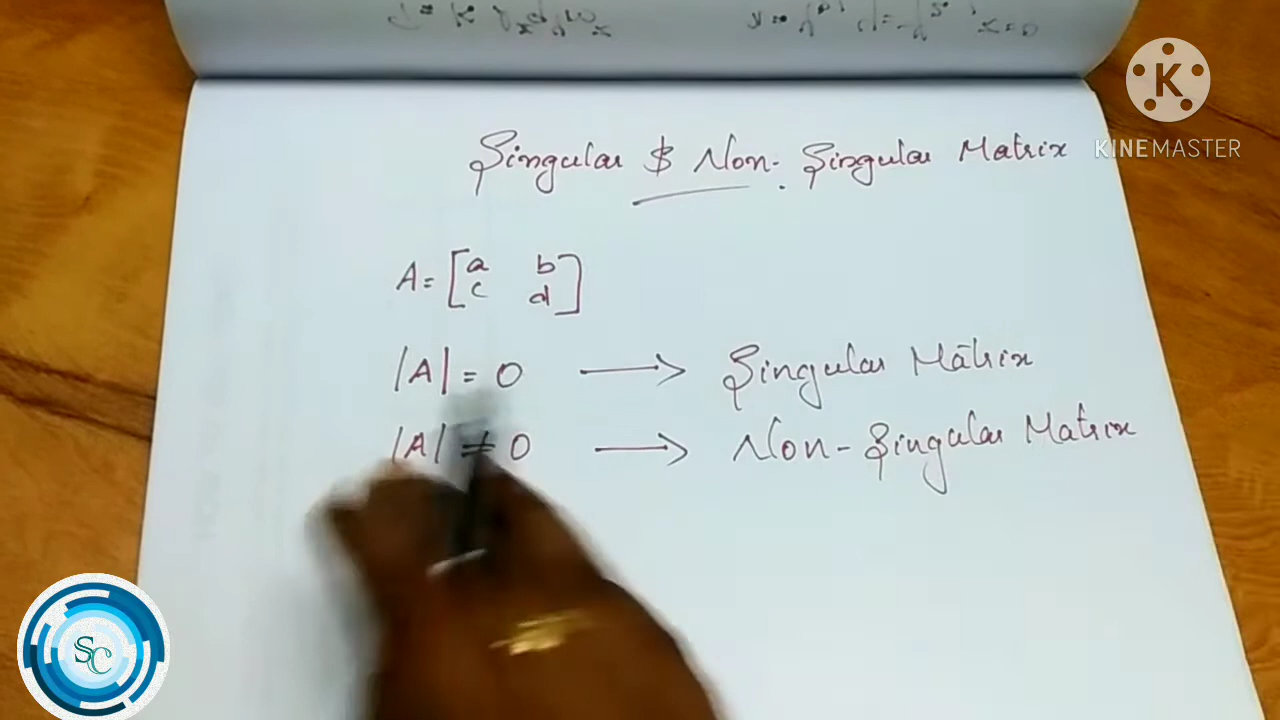 KINEMASTER
Singular & Non-Singular Matrix
A = [a b
c d]
|A| = 0 ⟶ Singular Matrix
|A| ≠ 0 ⟶ Non-Singular Matrix
SC